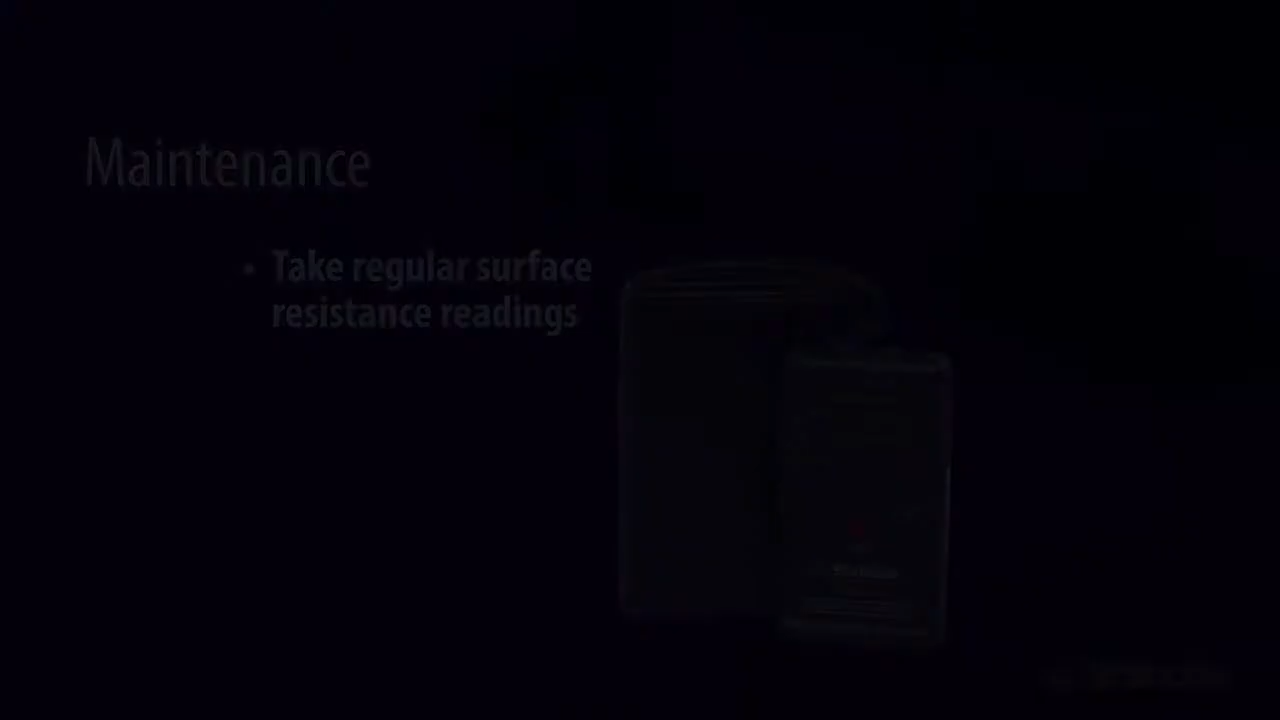 Maintenance
• Take regular surface
resistance readings